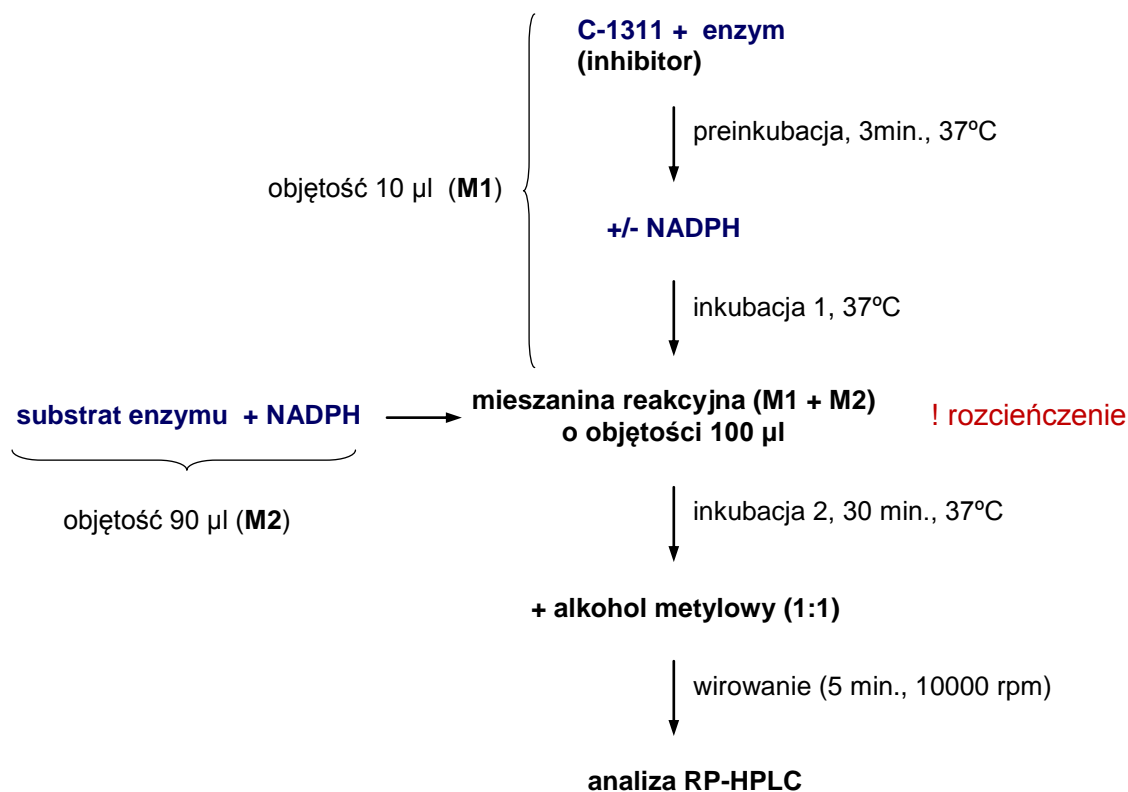 C-1311 + enzym
(inhibitor)
preinkubacja, 3min., 37ºC
objętość 10 µl (M1)
+/- NADPH
inkubacja 1, 37ºC
substrat enzymu + NADPH
mieszanina reakcyjna (M1 + M2)
o objętości 100 µl
! rozcieńczenie
objętość 90 µl (M2)
inkubacja 2, 30 min., 37ºC
+ alkohol metylowy (1:1)
wirowanie (5 min., 10000 rpm)
analiza RP-HPLC